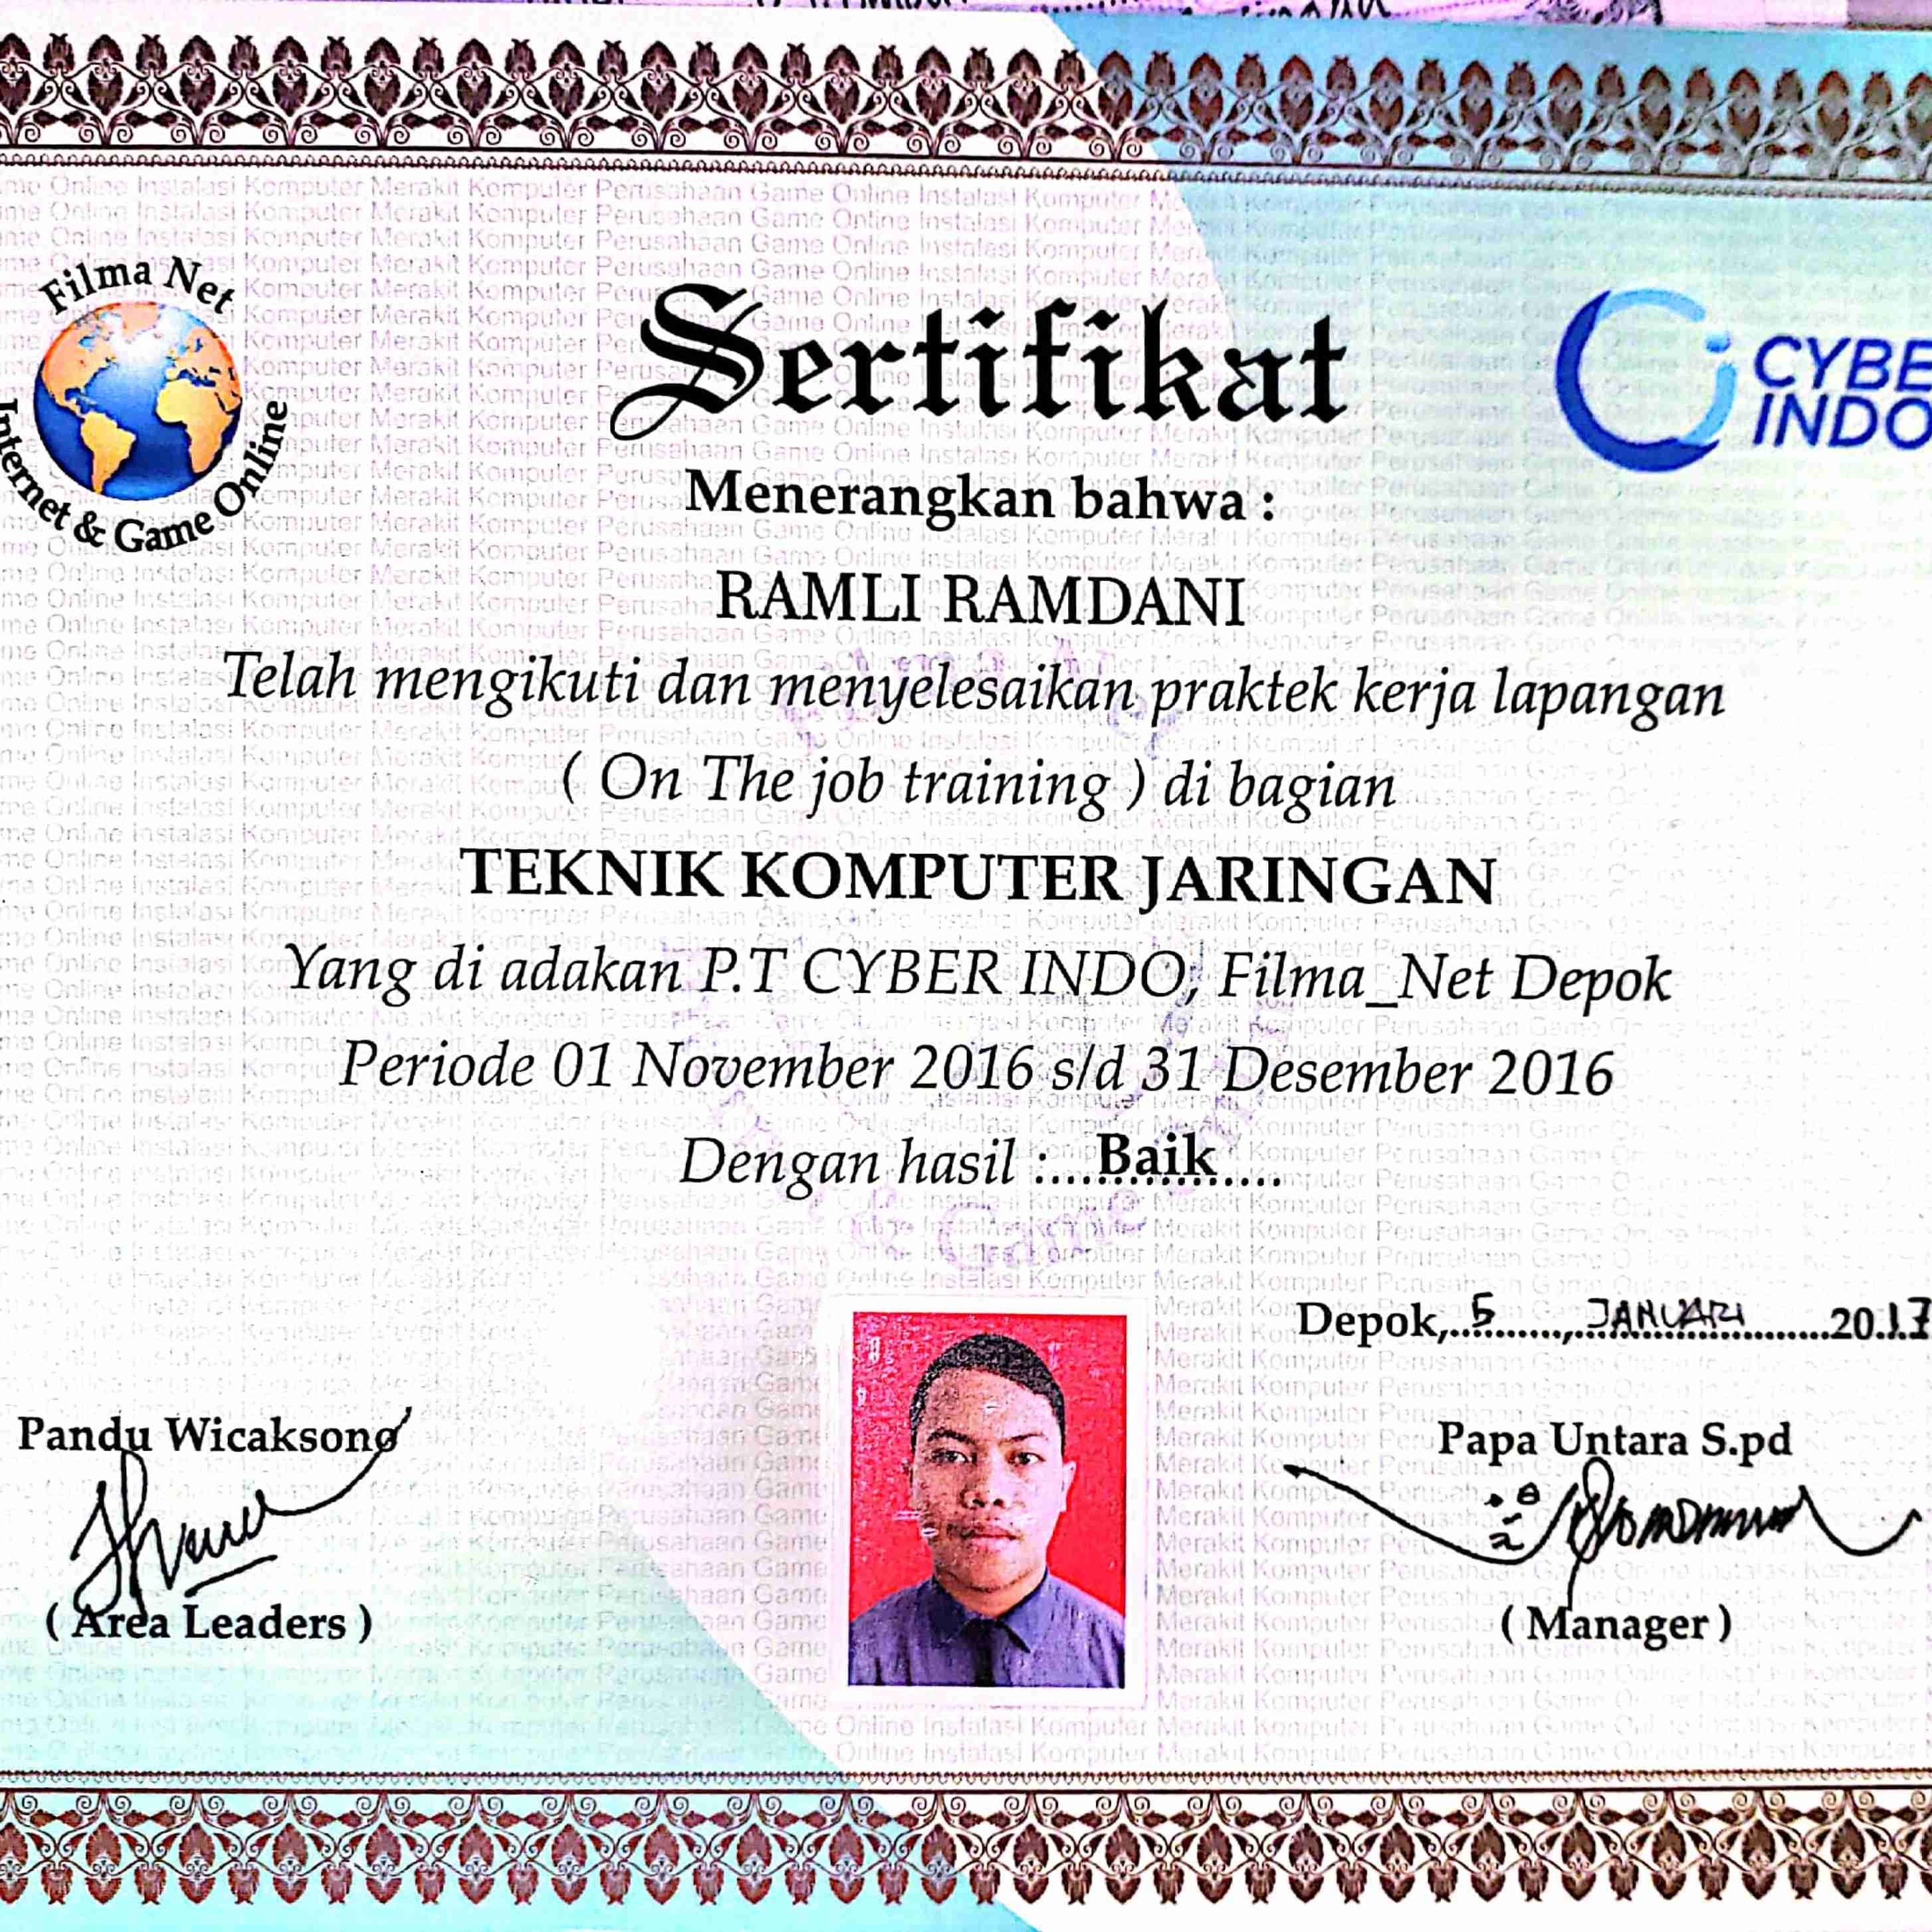 Filma Net
Internet & Game Online
CYBE
INDO
Sertifikat
Menerangkan bahwa :
RAMLI RAMDANI
Telah mengikuti dan menyelesaikan praktek kerja lapangan
( On The job training ) di bagian
TEKNIK KOMPUTER JARINGAN
Yang di adakan P.T CYBER INDO, Filma_Net Depok
Periode 01 November 2016 s/d 31 Desember 2016
Dengan hasil :....Baik......
Depok,..5......,..JANUARI..........2017
Pandu Wicaksono
( Area Leaders )
Papa Untara S.pd
( Manager )